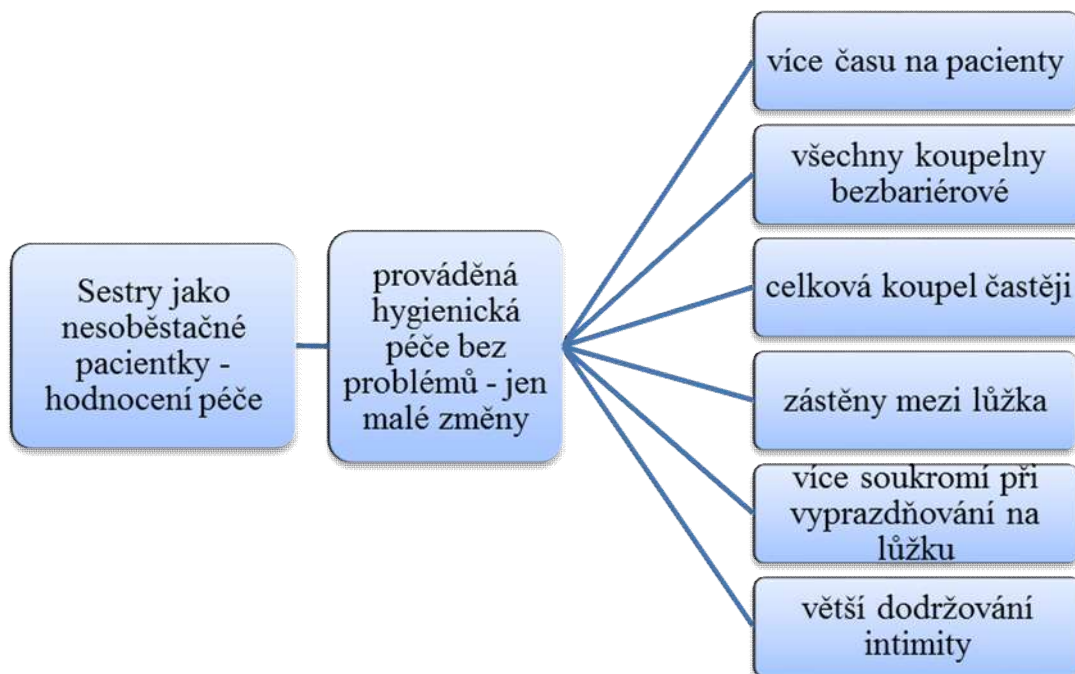 Sestry jako
nesoběstačné
pacientky -
hodnocení péče
prováděná
hygienická
péče bez
problémů - jen
malé změny
více času na pacienty
všechny koupelny
bezbariérové
celková koupel častěji
zástěny mezi lůžka
více soukromí při
vyprazdňování na
lůžku
větší dodržování
intimity